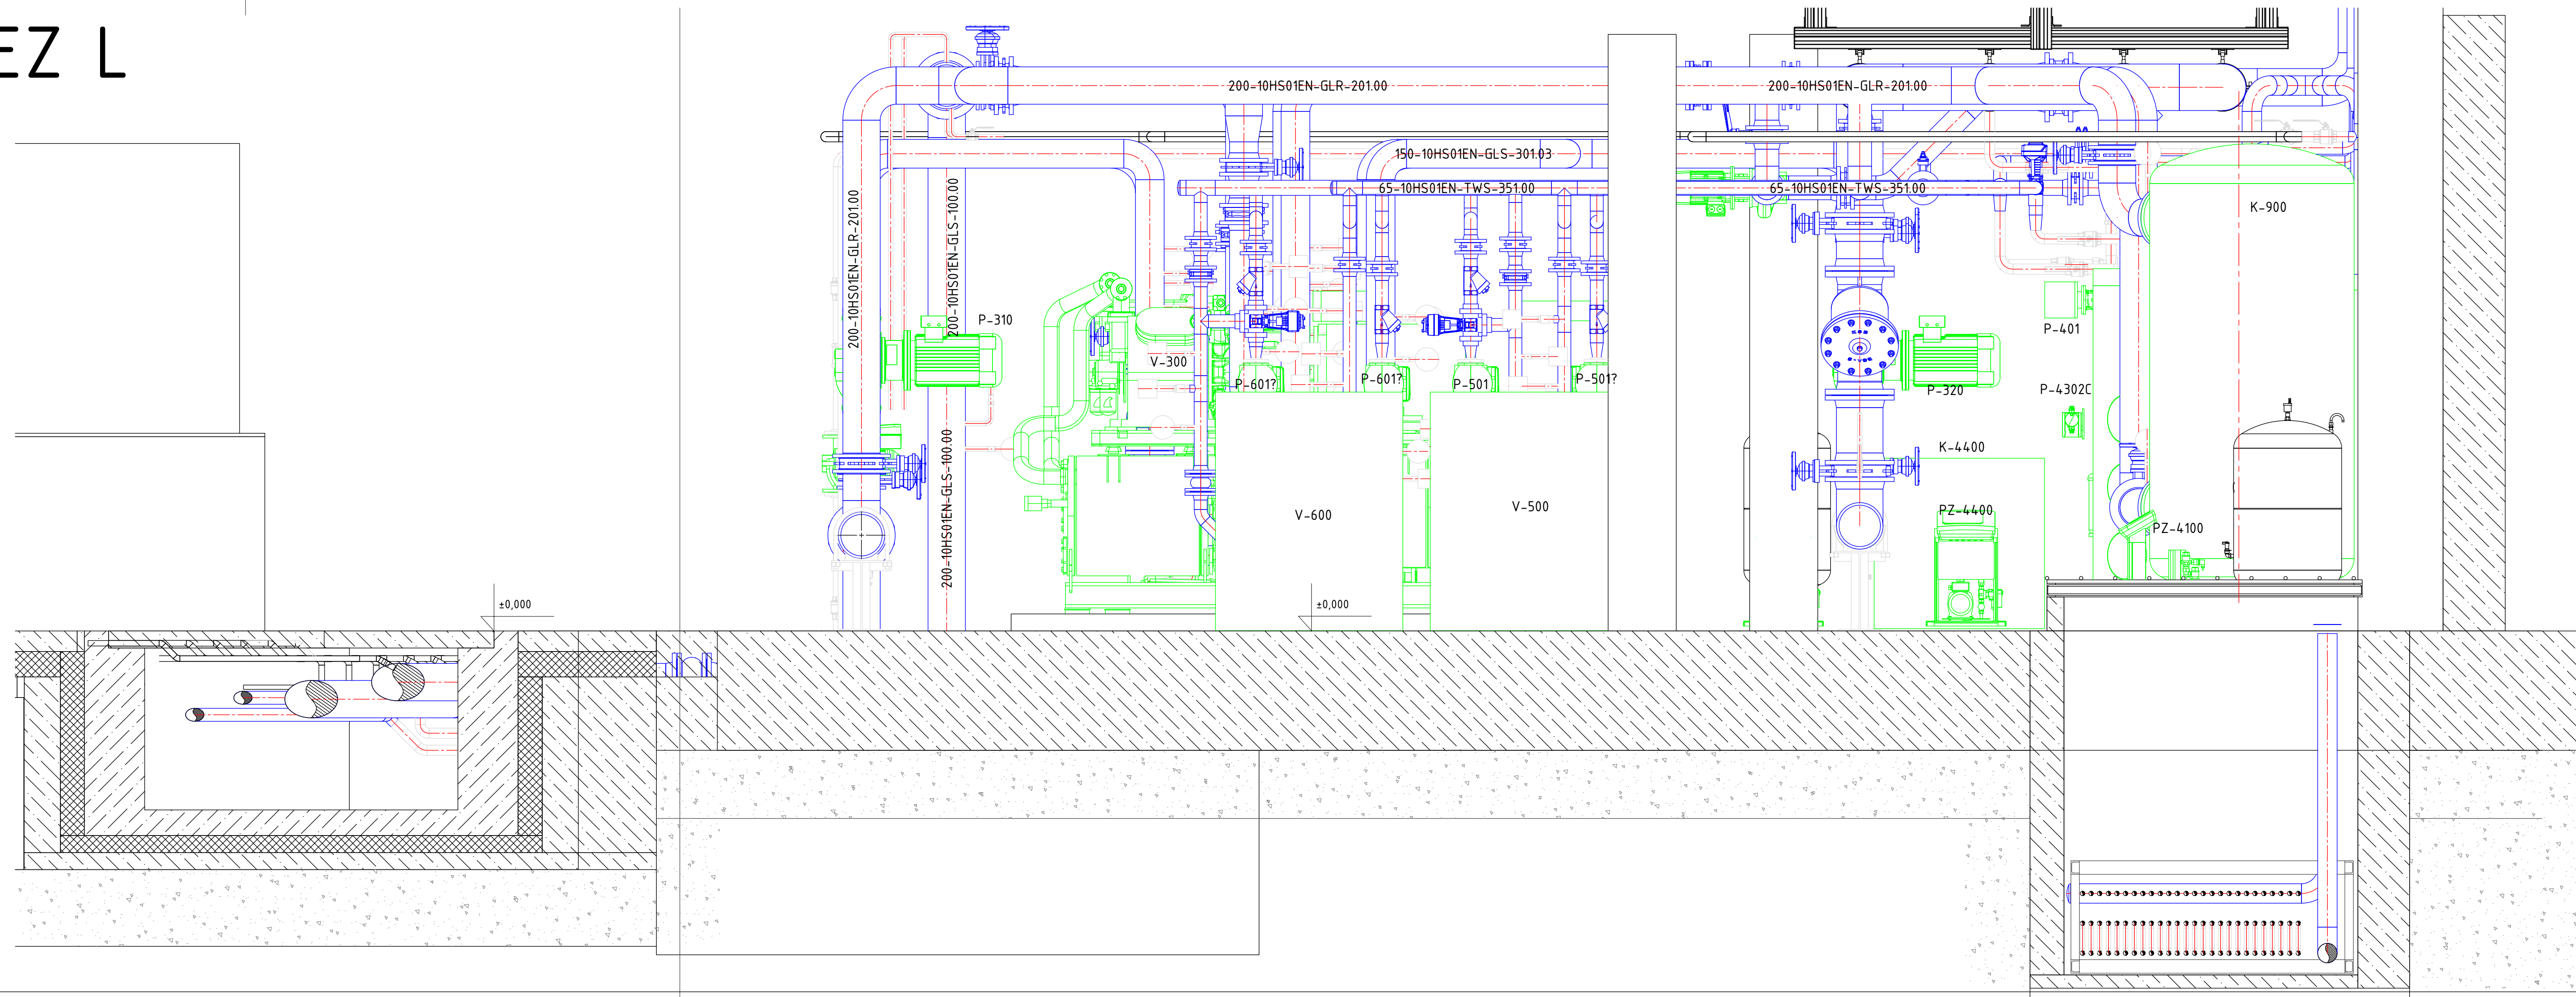 EZ L
200-10HS01EN-GLR-201.00
200-10HS01EN-GLR-201.00
150-10HS01EN-GLS-301.03
65-10HS01EN-TWS-351.00
65-10HS01EN-TWS-351.00
200-10HS01EN-GLR-201.00
200-10HS01EN-GLS-100.00
200-10HS01EN-GLS-100.00
K-900
P-310
P-401
V-300
P-601?
P-601?
P-501
P-501?
P-320
P-4302C
K-4400
V-600
V-500
PZ-4400
PZ-4100
±0,000
±0,000